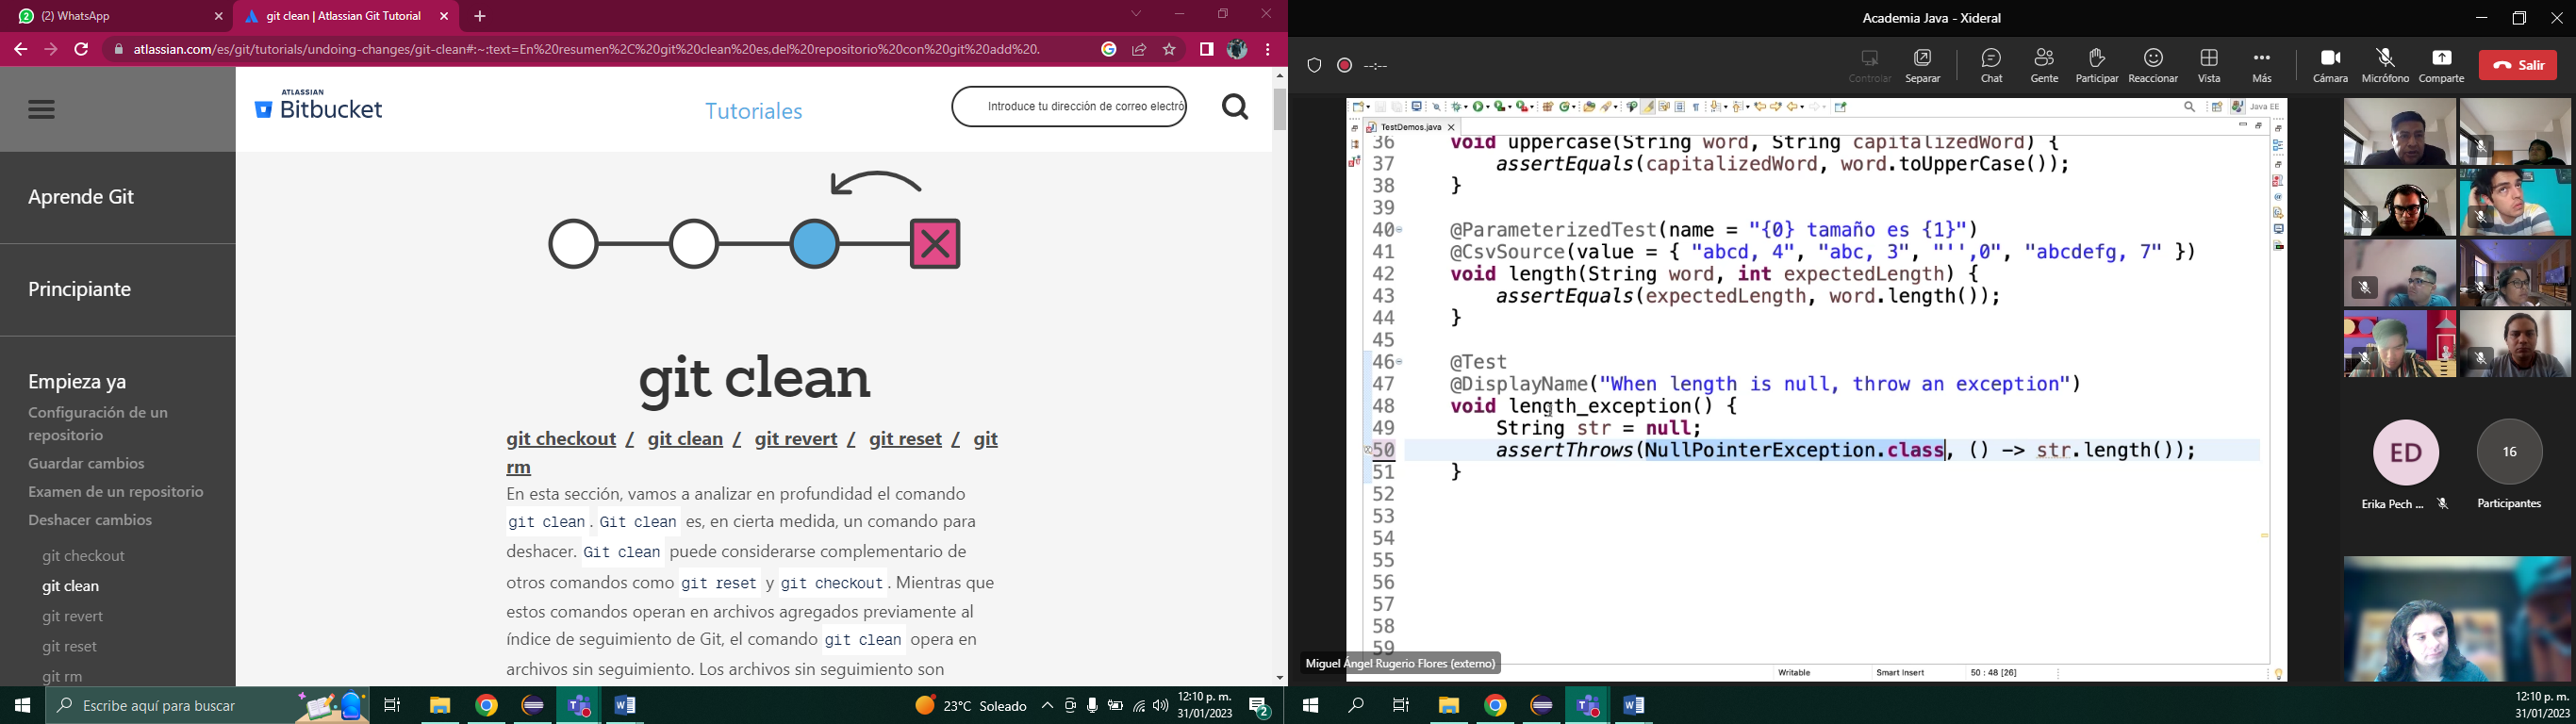 (2) WhatsApp
git clean | Atlassian Git Tutorial
atlassian.com/es/git/tutorials/undoing-changes/git-clean#:~:text=En%20resumen%2C%20git%20clean%20es,del%20repositorio%20con%20git%20add%20.
ATLASSIAN
Bitbucket
Tutoriales
Introduce tu dirección de correo electró
Aprende Git
Principiante
Empieza ya
Configuración de un
repositorio
Guardar cambios
Examen de un repositorio
Deshacer cambios
git checkout
git clean
git revert
git reset
git rm
git clean
git checkout / git clean / git revert / git reset / git
rm
En esta sección, vamos a analizar en profundidad el comando
git clean. Git clean es, en cierta medida, un comando para
deshacer. Git clean puede considerarse complementario de
otros comandos como git reset y git checkout. Mientras que
estos comandos operan en archivos agregados previamente al
índice de seguimiento de Git, el comando git clean opera en
archivos sin seguimiento. Los archivos sin seguimiento son
Escribe aquí para buscar
23°C Soleado
12:10 p. m.
31/01/2023
2
Academia Java - Xideral
--:--
Controlar
Separar
Chat
Gente
Participar
Reaccionar
Vista
Más
Cámara
Micrófono
Comparte
Salir
Java EE
TestDemos.java
36 void uppercase(String word, String capitalizedWord) {
37 assertEquals(capitalizedWord, word.toUpperCase());
38 }
39
40 @ParameterizedTest(name = "{0} tamaño es {1}")
41 @CsvSource(value = { "abcd, 4", "abc, 3", "'',0", "abcdefg, 7" })
42 void length(String word, int expectedLength) {
43 assertEquals(expectedLength, word.length());
44 }
45
46 @Test
47 @DisplayName("When length is null, throw an exception")
48 void length_exception() {
49 String str = null;
50 assertThrows(NullPointerException.class, () -> str.length());
51 }
52
53
54
55
56
57
58
59
Miguel Ángel Rugerio Flores (externo)
Writable
Smart Insert
50 : 48 [26]
ED
Erika Pech ...
16
Participantes
12:10 p. m.
31/01/2023